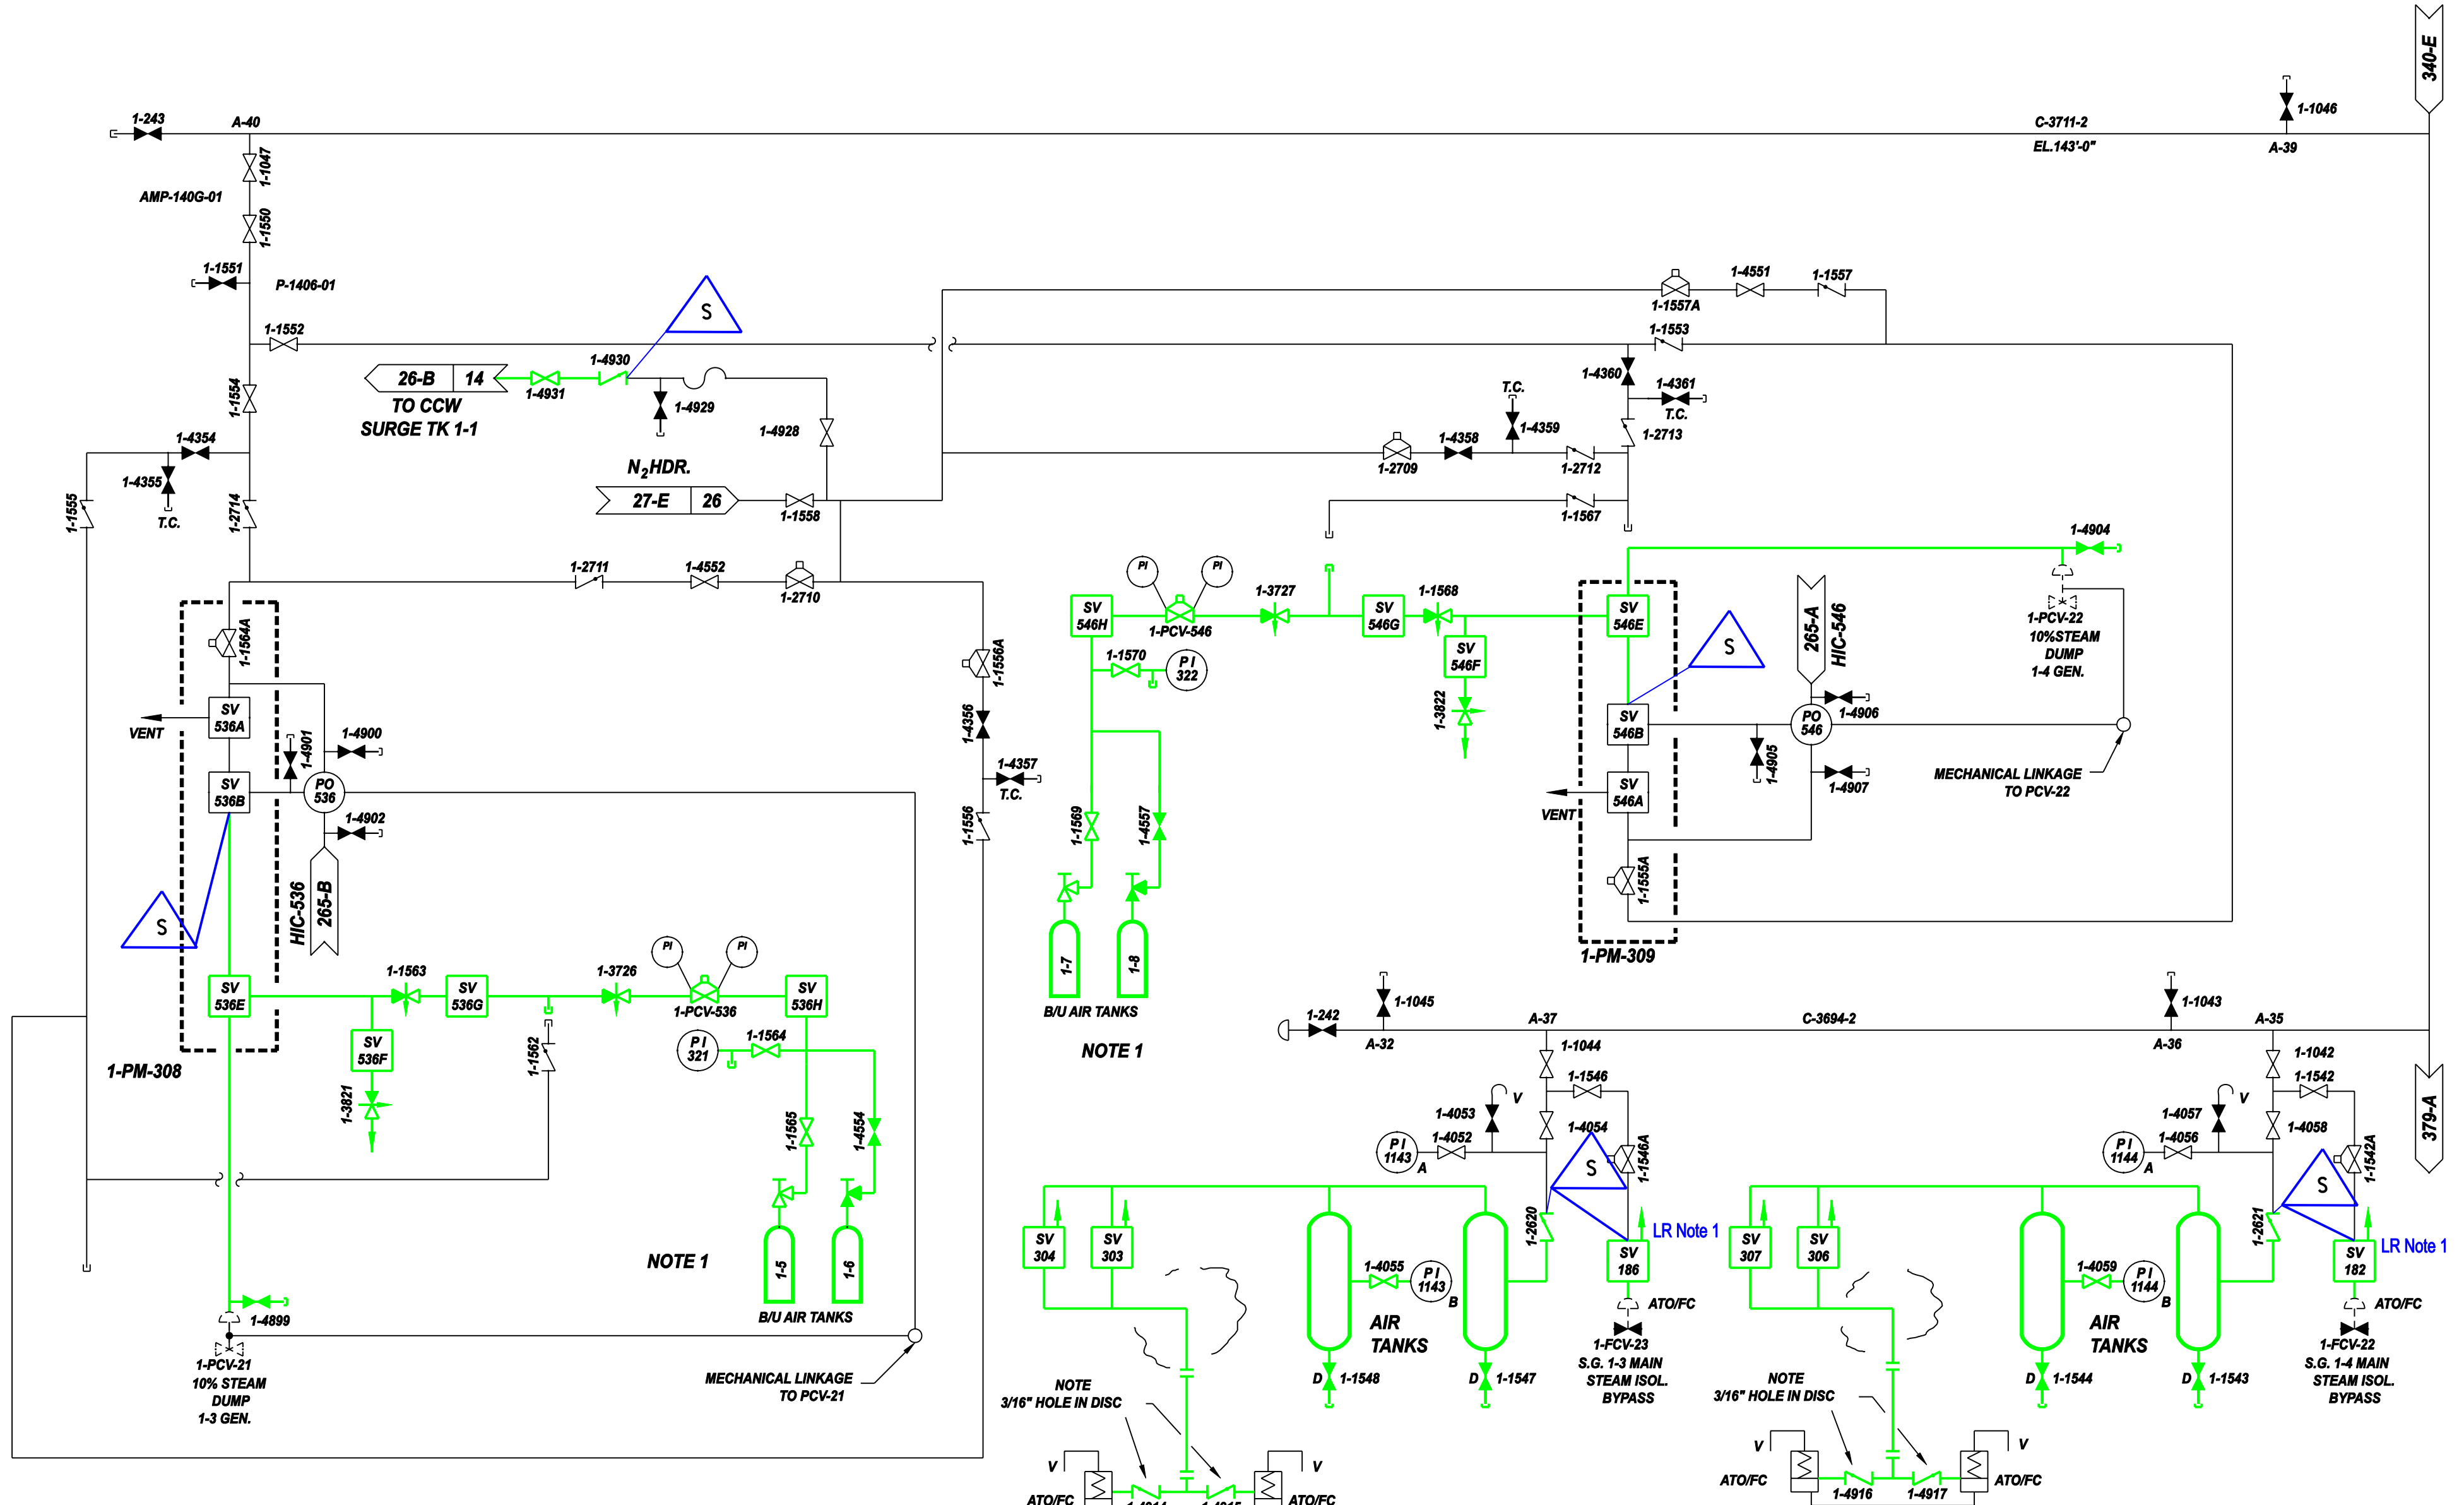 340-E
1-243
A-40
C-3711-2
1-1046
EL.143'-0"
A-39
1-1047
AMP-140G-01
1-1550
1-1551
P-1406-01
S
1-4551
1-1557
1-1557A
1-1552
1-1553
1-4930
26-B
14
1-4931
1-4360
1-4361
T.C.
TO CCW
SURGE TK 1-1
1-4929
1-4928
T.C.
1-4359
1-2713
1-1554
1-4354
1-4355
T.C.
1-4358
1-2709
1-2712
N2HDR.
27-E
26
1-1558
1-1567
1-1555
1-2714
1-4904
1-2711
1-4552
1-2710
PI
PI
1-3727
1-1568
SV
546H
1-PCV-546
SV
546G
SV
546E
265-A
HIC-546
1-PCV-22
10%STEAM
DUMP
1-4 GEN.
1-1564A
1-1556A
1-1570
PI
322
SV
546F
S
1-3822
SV
536A
VENT
1-4901
1-4900
1-4356
SV
546B
PO
546
1-4906
1-4905
1-4907
MECHANICAL LINKAGE
TO PCV-22
SV
536B
PO
536
1-4902
1-4357
T.C.
SV
546A
VENT
1-1556
1-1569
1-4557
1-1555A
S
HIC-536
265-B
1-7
1-8
B/U AIR TANKS
NOTE 1
1-PM-309
PI
PI
SV
536E
1-1563
SV
536G
1-3726
1-PCV-536
SV
536H
1-PM-308
SV
536F
1-3821
1-1562
PI
321
1-1564
1-1565
1-4554
1-5
1-6
NOTE 1
B/U AIR TANKS
1-4899
1-PCV-21
10% STEAM
DUMP
1-3 GEN.
MECHANICAL LINKAGE
TO PCV-21
1-242
1-1045
A-32
A-37
C-3694-2
1-1043
A-36
A-35
1-1044
1-1546
1-1042
1-1542
379-A
1-4053
V
1-4054
PI
1143
A
1-4052
S
1-1546A
1-4057
V
1-4058
PI
1144
A
1-4056
S
1-1542A
SV
304
SV
303
1-2620
LR Note 1
SV
186
SV
307
SV
306
1-2621
LR Note 1
SV
182
1-4055
PI
1143
B
1-4059
PI
1144
B
AIR
TANKS
ATO/FC
1-FCV-23
S.G. 1-3 MAIN
STEAM ISOL.
BYPASS
AIR
TANKS
ATO/FC
1-FCV-22
S.G. 1-4 MAIN
STEAM ISOL.
BYPASS
D
1-1548
D
1-1547
D
1-1544
D
1-1543
NOTE
3/16" HOLE IN DISC
NOTE
3/16" HOLE IN DISC
V
V
V
V
ATO/FC
ATO/FC
ATO/FC
1-4916
1-4917
ATO/FC